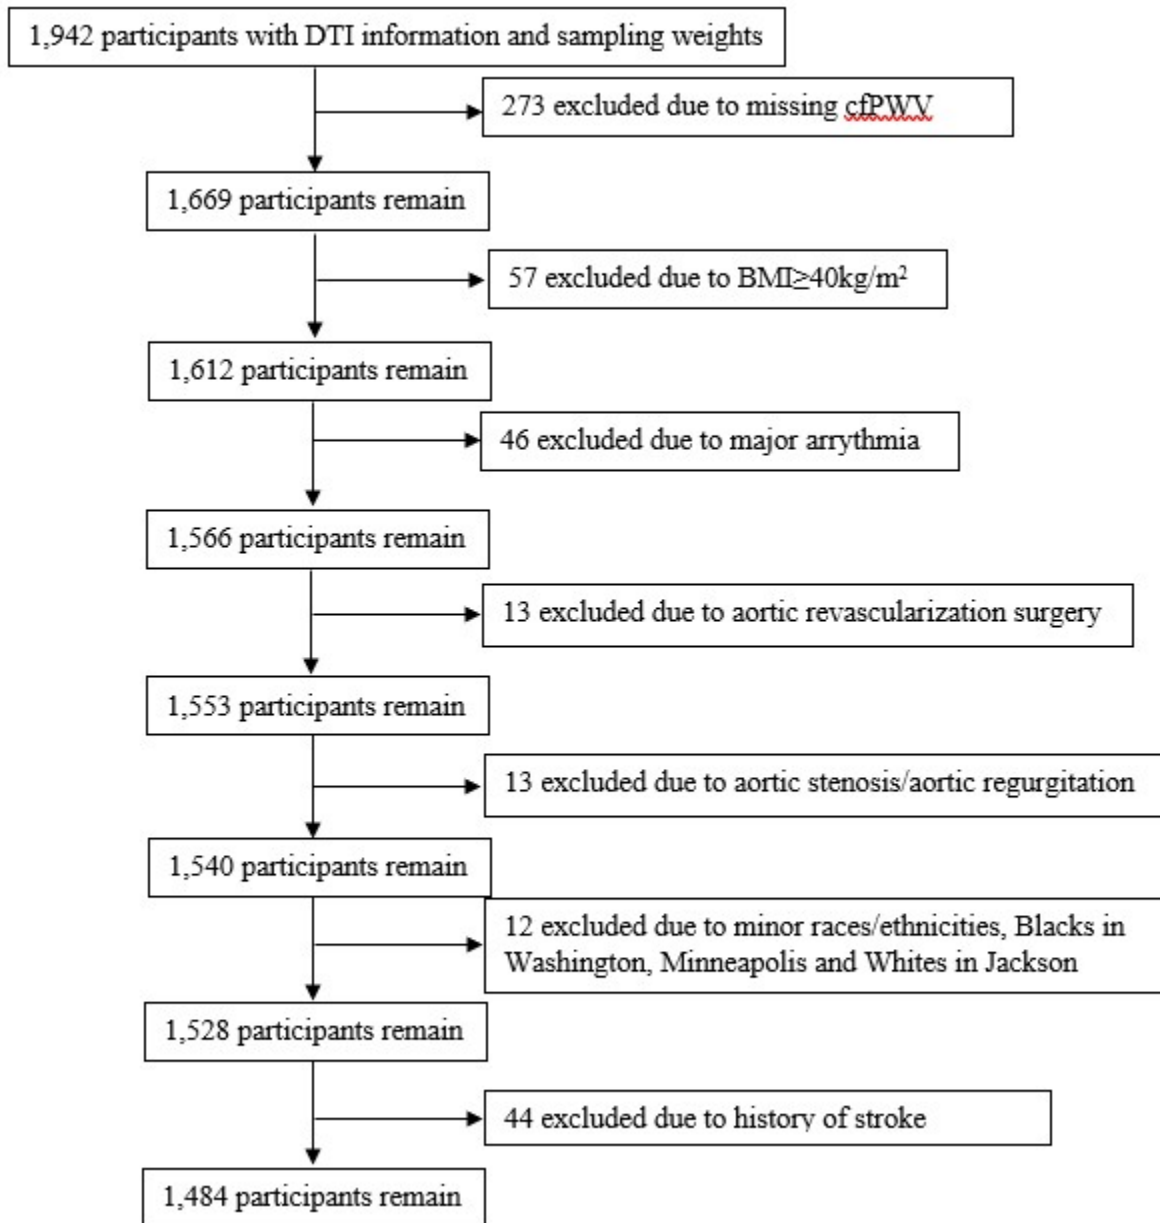 1,942 participants with DTI information and sampling weights
273 excluded due to missing cfPWV
1,669 participants remain
57 excluded due to BMI≥40kg/m²
1,612 participants remain
46 excluded due to major arrythmia
1,566 participants remain
13 excluded due to aortic revascularization surgery
1,553 participants remain
13 excluded due to aortic stenosis/aortic regurgitation
1,540 participants remain
12 excluded due to minor races/ethnicities, Blacks in
Washington, Minneapolis and Whites in Jackson
1,528 participants remain
44 excluded due to history of stroke
1,484 participants remain